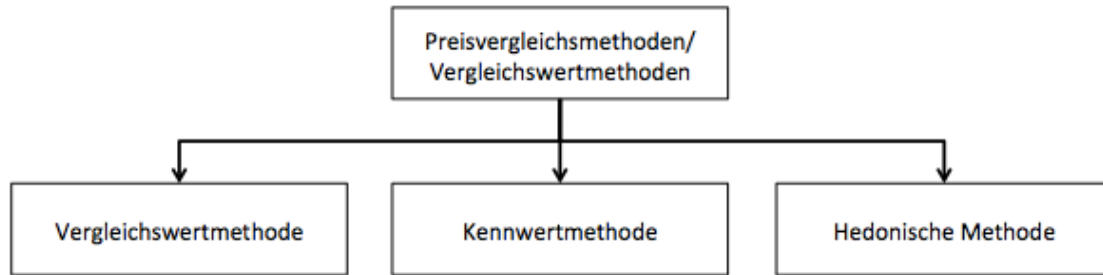 Preisvergleichsmethoden/
Vergleichswertmethoden
Vergleichswertmethode
Kennwertmethode
Hedonische Methode